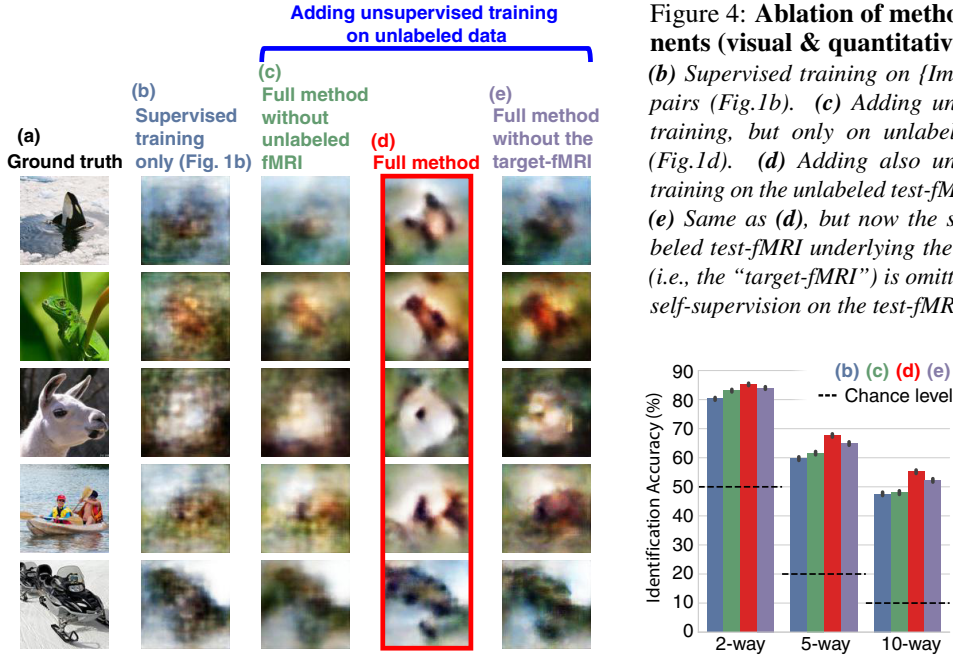 Adding unsupervised training
on unlabeled data
(a)
Ground truth
(b)
Supervised
training
only (Fig. 1b)
(c)
Full method
without
unlabeled
fMRI
(d)
Full method
(e)
Full method
without the
target-fMRI
Figure 4: Ablation of metho
nents (visual & quantitativ
(b) Supervised training on {Im
pairs (Fig.1b). (c) Adding un
training, but only on unlabel
(Fig.1d). (d) Adding also un
training on the unlabeled test-fM
(e) Same as (d), but now the s
beled test-fMRI underlying the
(i.e., the “target-fMRI”) is omitt
self-supervision on the test-fMR
(b) (c) (d) (e)
Chance level
Identification Accuracy (%)
90
80
70
60
50
40
30
20
10
0
2-way 5-way 10-way